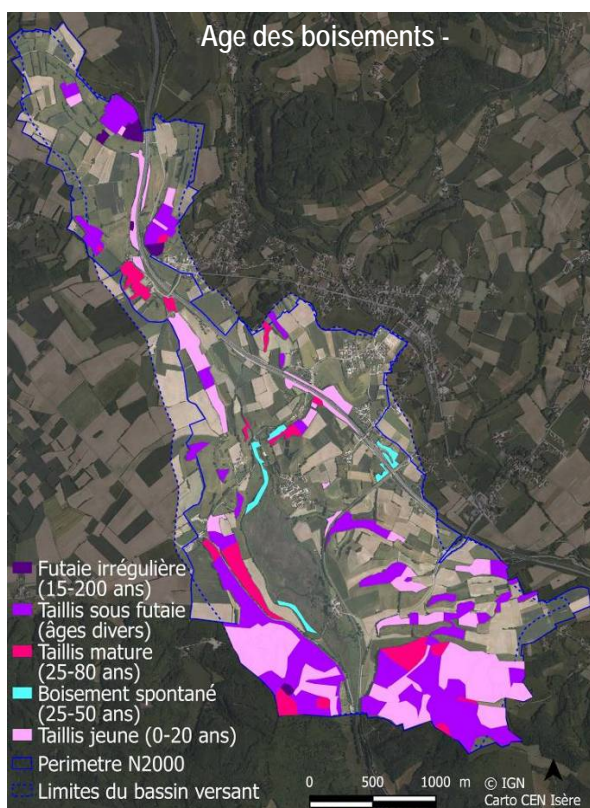 Age des boisements -
Futaie irrégulière
(15-200 ans)
Taillis sous futaie
(âges divers)
Taillis mature
(25-80 ans)
Boisement spontané
(25-50 ans)
Taillis jeune (0-20 ans)
Perimetre N2000
Limites du bassin versant
0 500 1000 m
© IGN
Carto CEN Isère